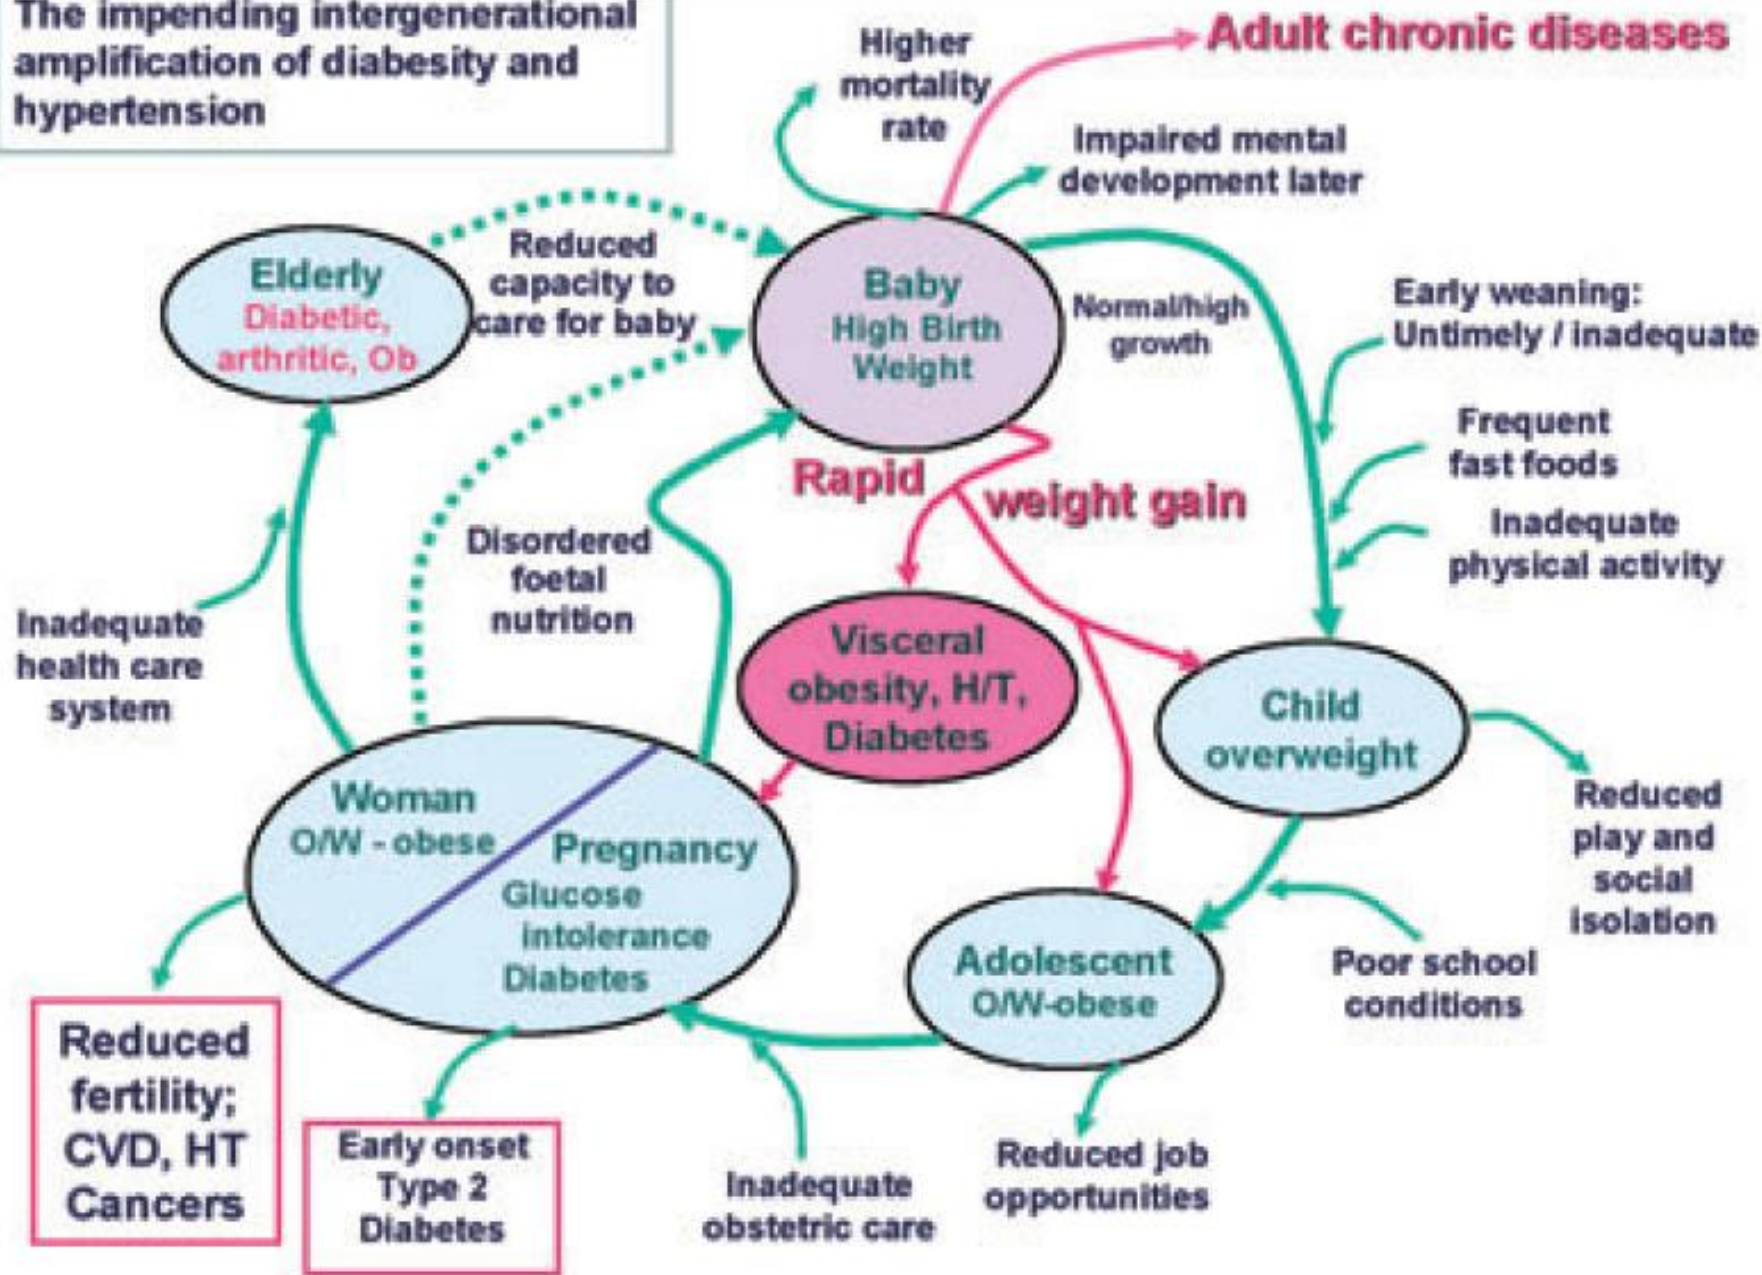 The impending intergenerational
amplification of diabesity and
hypertension
Higher
mortality
rate
Adult chronic diseases
Impaired mental
development later
Elderly
Diabetic,
arthritic, Ob
Reduced
capacity to
care for baby
Baby
High Birth
Weight
Normal/high
growth
Early weaning:
Untimely / inadequate
Frequent
fast foods
Inadequate
physical activity
Rapid
weight gain
Disordered
foetal
nutrition
Inadequate
health care
system
Visceral
obesity, H/T,
Diabetes
Child
overweight
Reduced
play and
social
isolation
Woman
O/W - obese
Pregnancy
Glucose
intolerance
Diabetes
Adolescent
O/W-obese
Poor school
conditions
Reduced
fertility;
CVD, HT
Cancers
Early onset
Type 2
Diabetes
Inadequate
obstetric care
Reduced job
opportunities